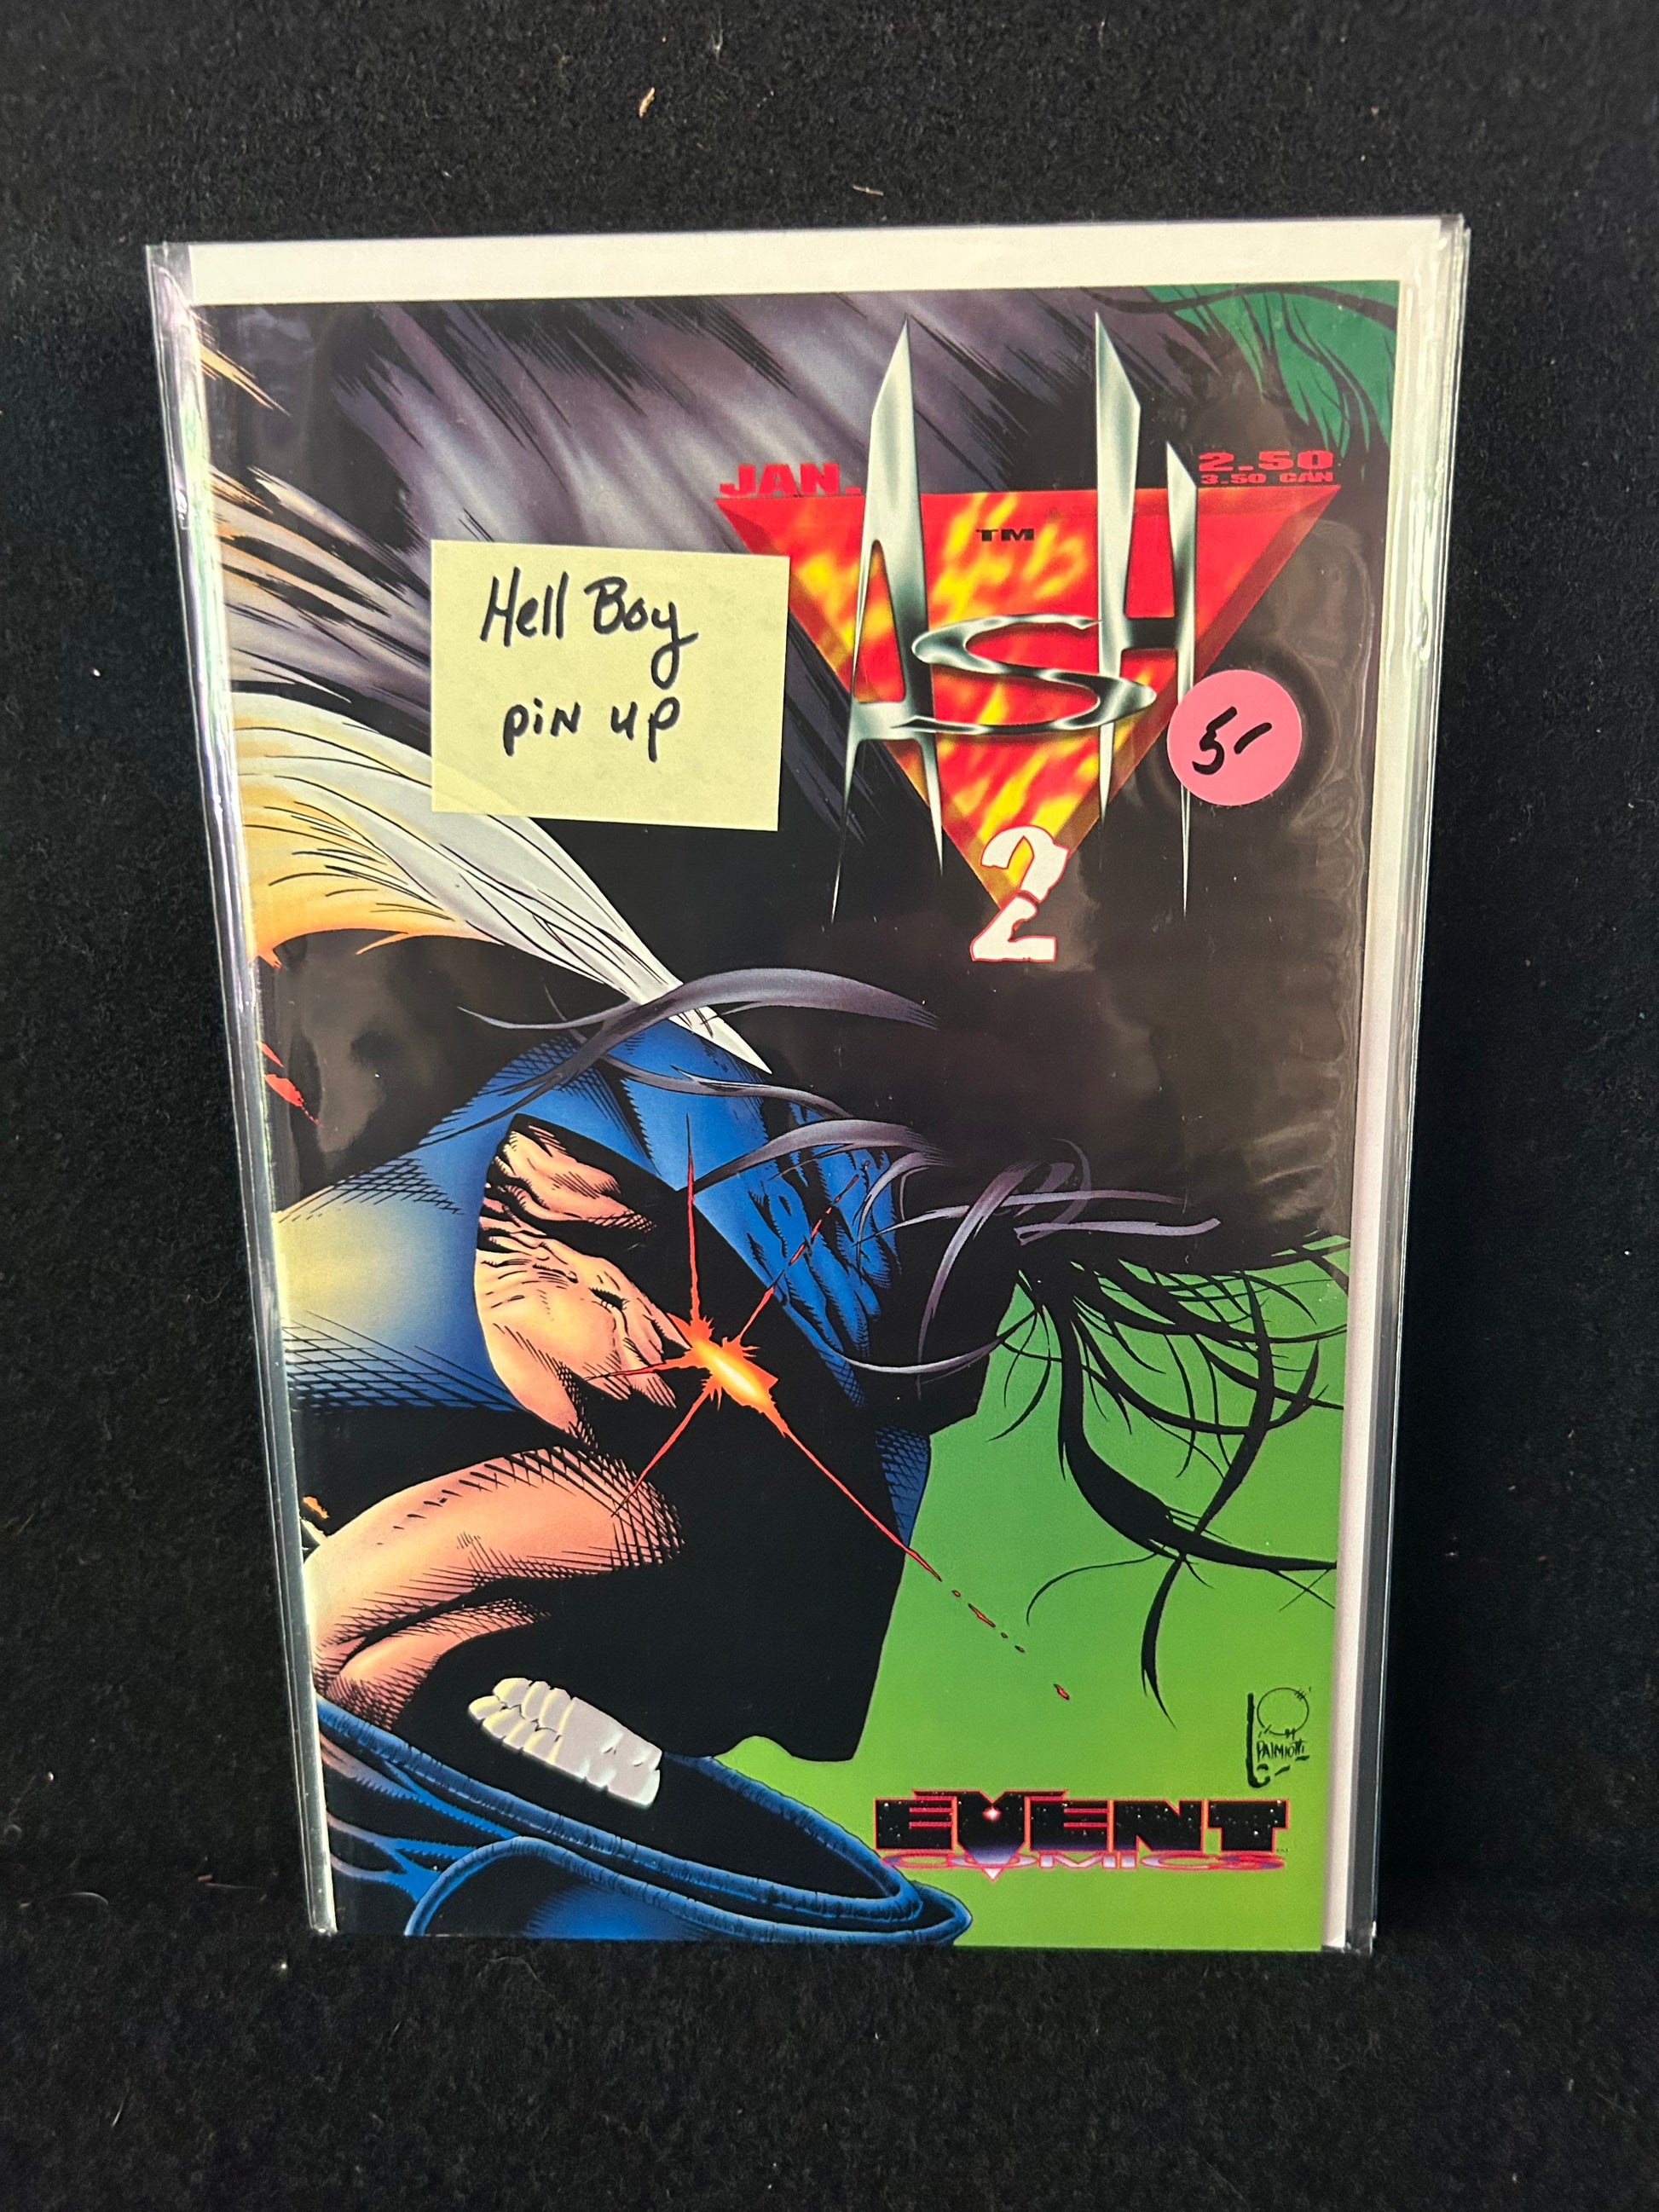 JAN.
2.50
3.50 CAN
ASH
TM
2
Hell Boy
pin up
5-
PALMIOTTI
EVENT
COMICS